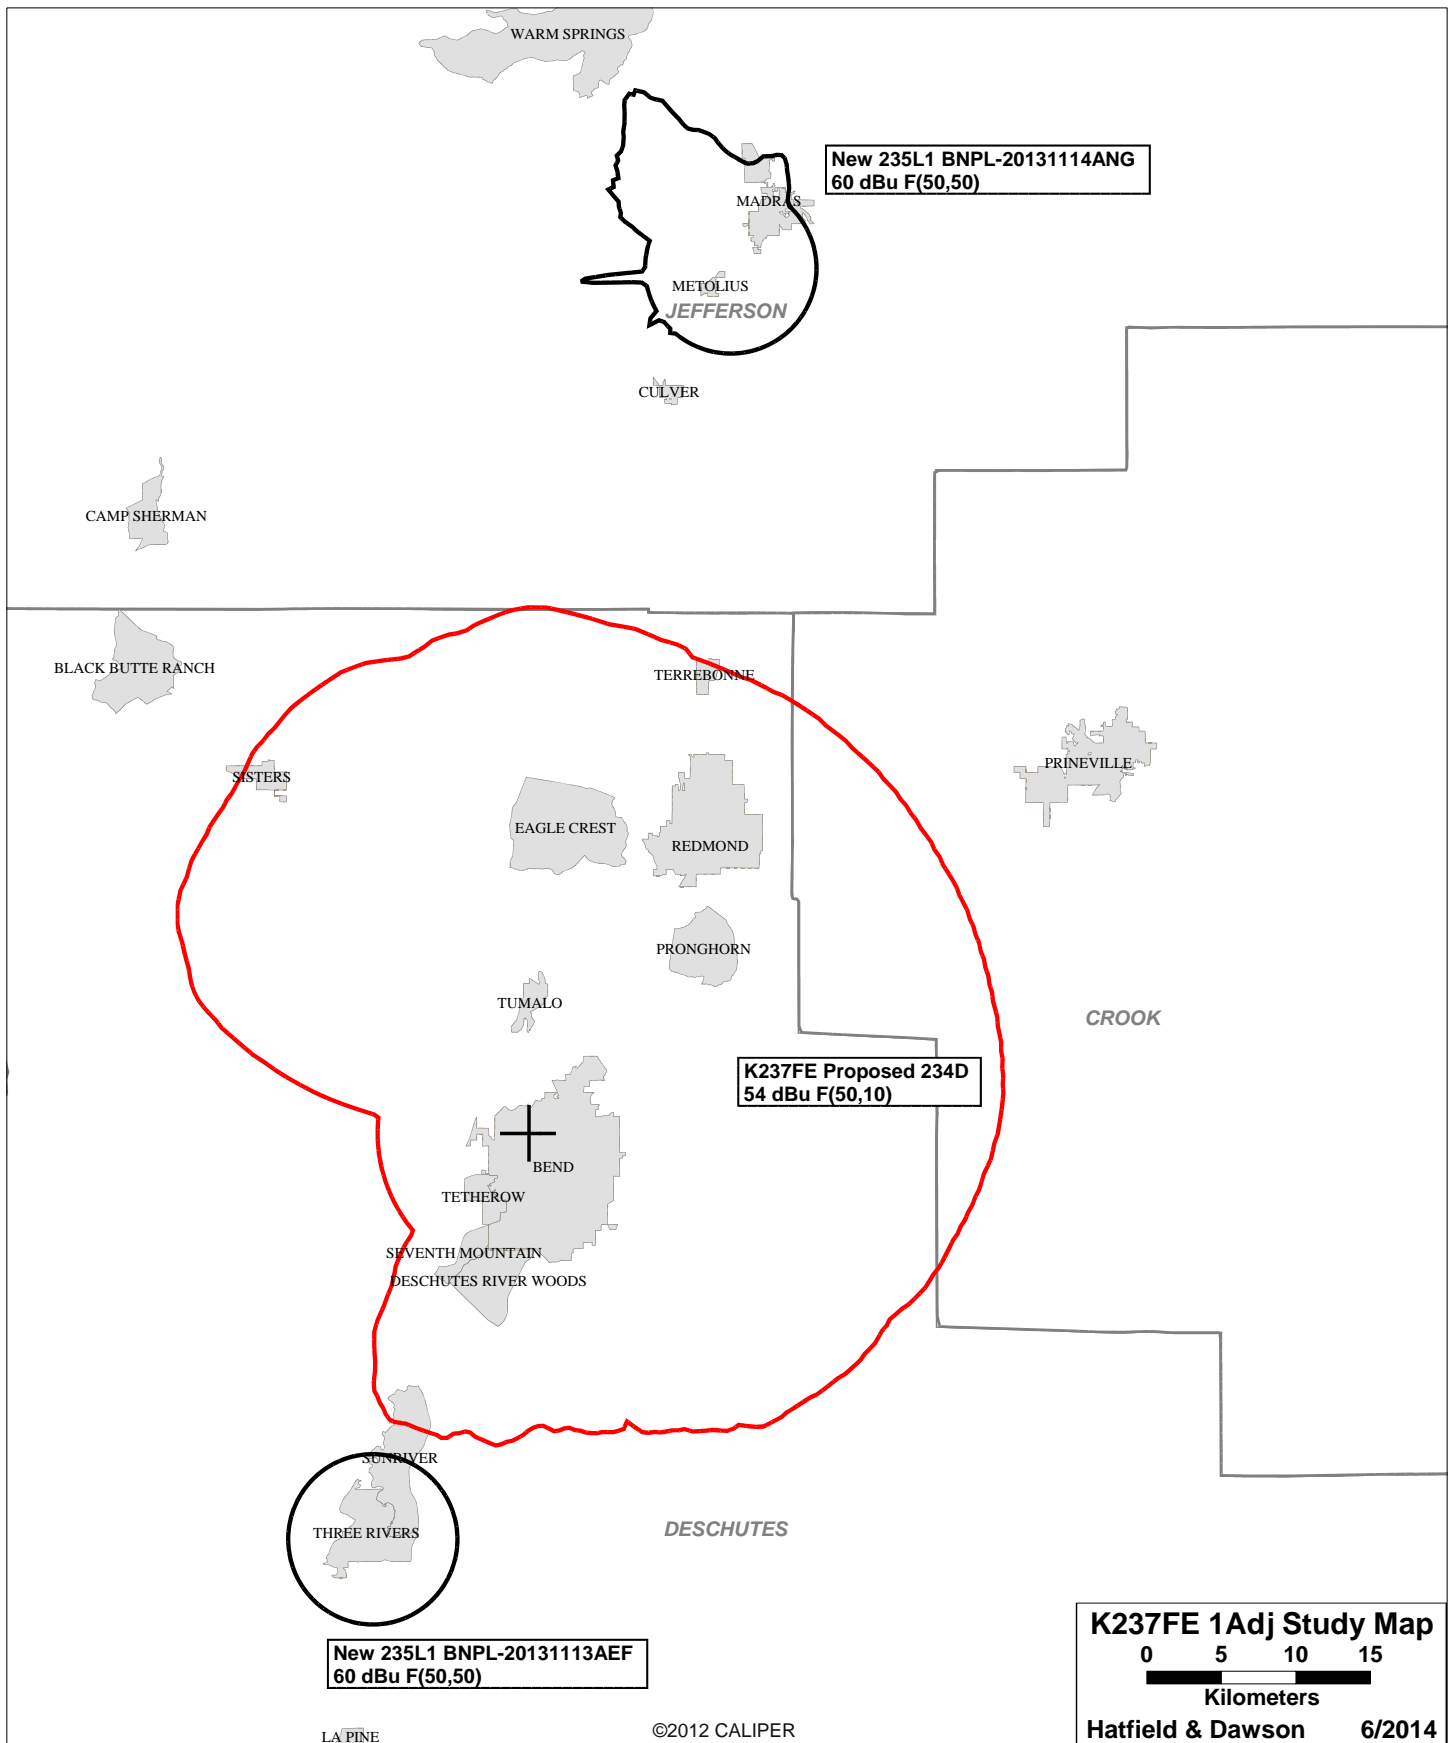 WARM SPRINGS
New 235L1 BNPL-20131114ANG
60 dBu F(50,50)
MADRAS
METOLIUS
JEFFERSON
CULVER
CAMP SHERMAN
BLACK BUTTE RANCH
TERREBONNE
SISTERS
PRINEVILLE
EAGLE CREST
REDMOND
PRONGHORN
TUMALO
CROOK
K237FE Proposed 234D
54 dBu F(50,10)
BEND
TETHEROW
SEVENTH MOUNTAIN
DESCHUTES RIVER WOODS
SUNRIVER
THREE RIVERS
DESCHUTES
New 235L1 BNPL-20131113AEF
60 dBu F(50,50)
LA PINE
©2012 CALIPER
K237FE 1Adj Study Map
0 5 10 15
Kilometers
Hatfield & Dawson 6/2014